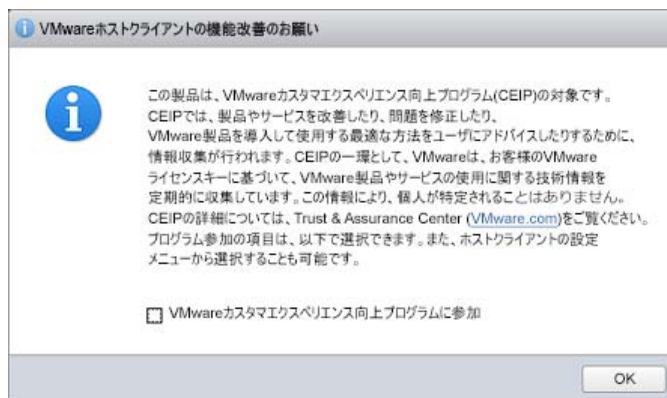 VMwareホストクライアントの機能改善のお願い
この製品は、VMwareカスタマエクスペリエンス向上プログラム(CEIP)の対象です。
CEIPでは、製品やサービスを改善したり、問題を修正したり、
VMware製品を導入して使用する最適な方法をユーザにアドバイスしたりするために、
情報収集が行われます。CEIPの一環として、VMwareは、お客様のVMware
ライセンスキーに基づいて、VMware製品やサービスの使用に関する技術情報を
定期的に収集しています。この情報により、個人が特定されることはありません。
CEIPの詳細については、Trust & Assurance Center (VMware.com)をご覧ください。
プログラム参加の項目は、以下で選択できます。また、ホストクライアントの設定
メニューから選択することも可能です。
VMwareカスタマエクスペリエンス向上プログラムに参加
OK